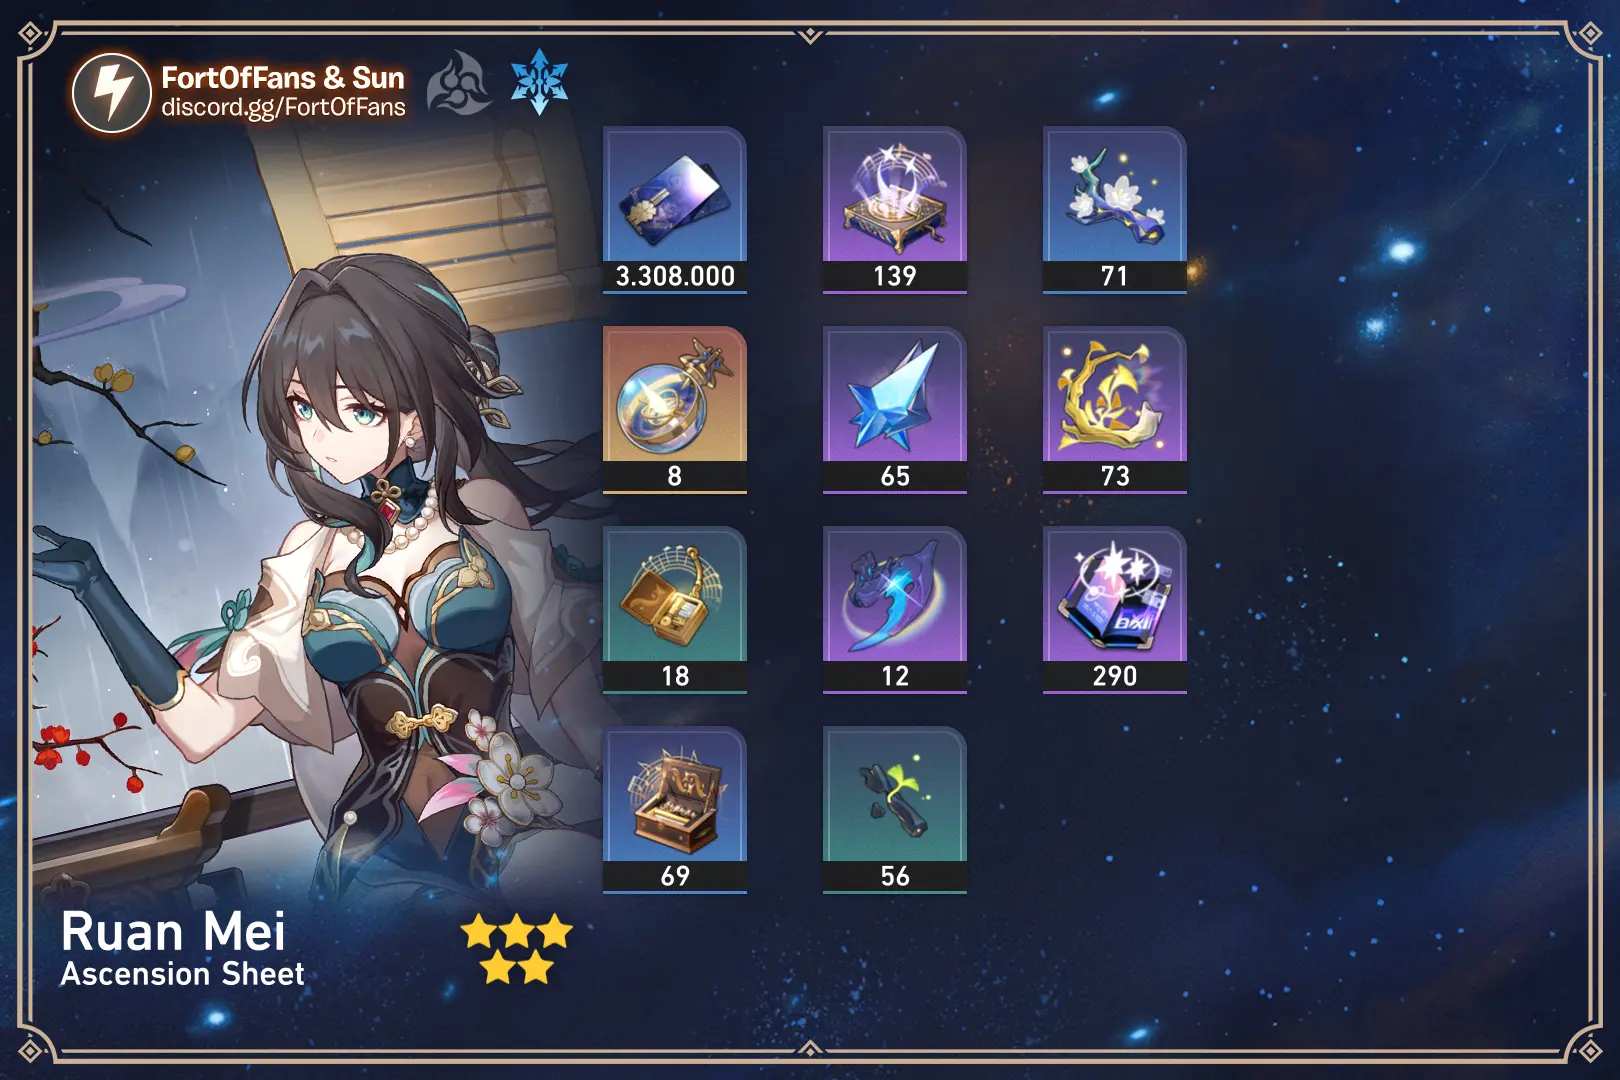 FortOfFans & Sun
discord.gg/FortOfFans
3.308.000
139
71
8
65
73
18
12
290
69
56
Ruan Mei
Ascension Sheet